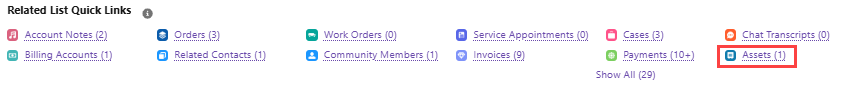 Related List Quick Links
Account Notes (2) Orders (3) Work Orders (0) Service Appointments (0) Cases (3) Chat Transcripts (0)
Billing Accounts (1) Related Contacts (1) Community Members (1) Invoices (9) Payments (10+) Assets (1)
Show All (29)